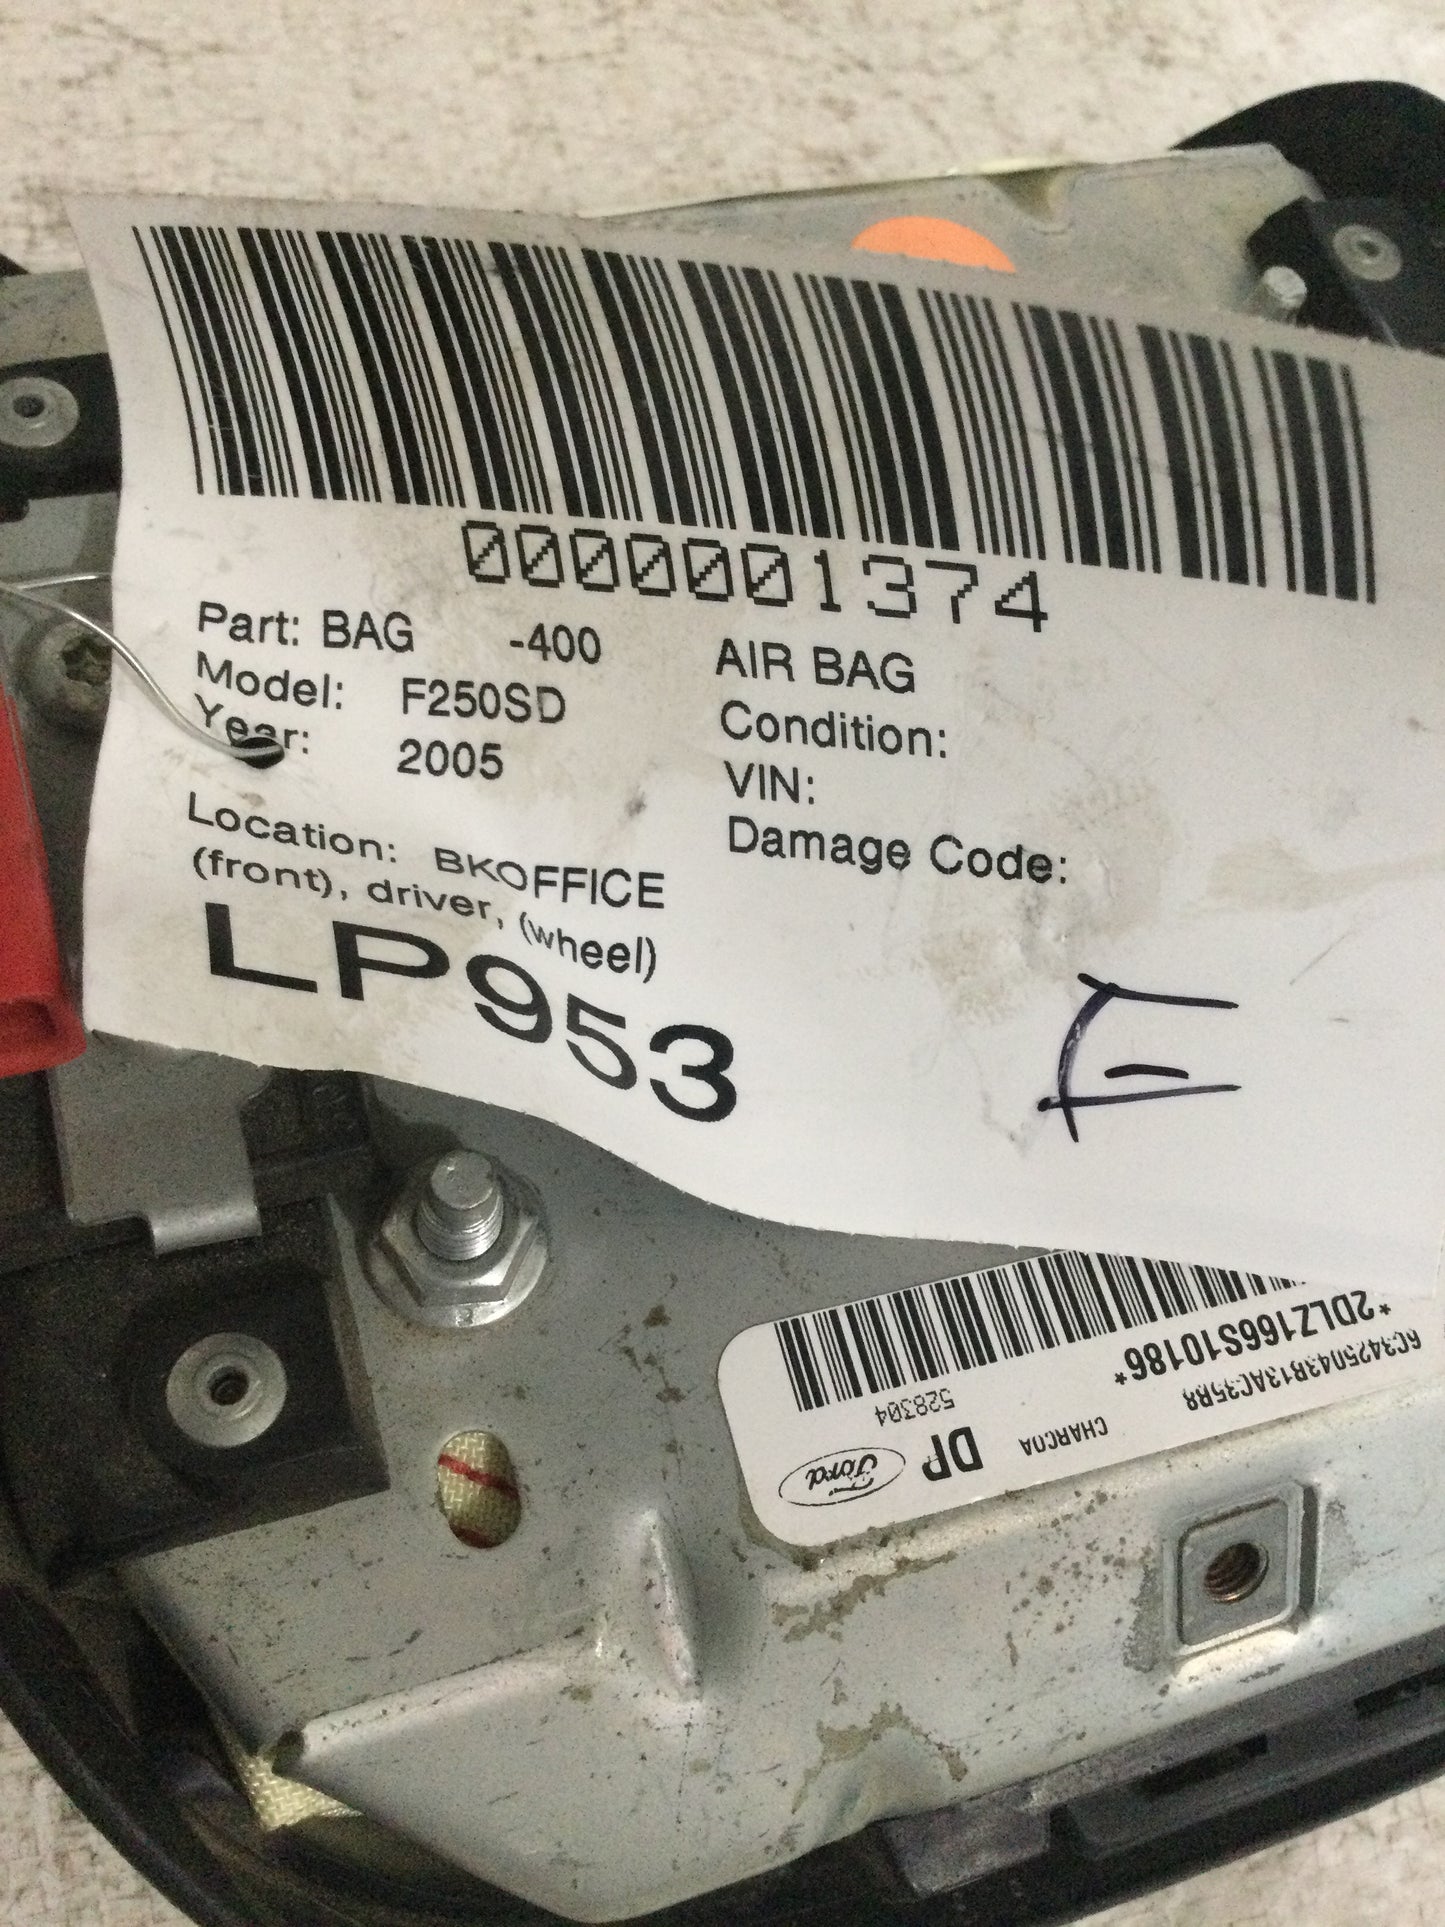 0000001374
Part: BAG -400 AIR BAG
Model: F250SD Condition:
Year: 2005 VIN:
Location: BKOFFICE Damage Code:
(front), driver, (wheel)
LP953
Ford DP CHARCOA
528304
*2DLZ166S10186*
6C3425043B13AC35B8